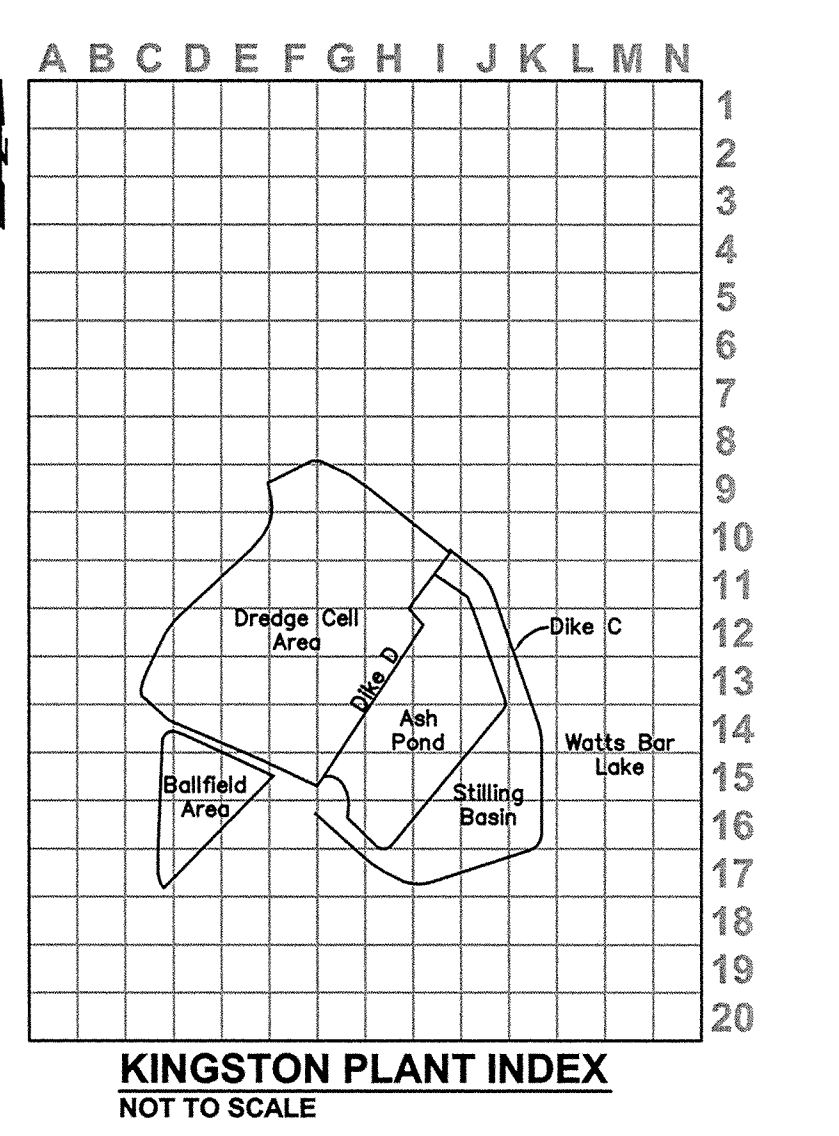 A B C D E F G H I J K L M N
1
2
3
4
5
6
7
8
9
10
11
12
13
14
15
16
17
18
19
20
Dredge Cell
Area
Dike C
Dike D
Ash
Pond
Watts Bar
Lake
Ballfield
Area
Stilling
Basin
KINGSTON PLANT INDEX
NOT TO SCALE